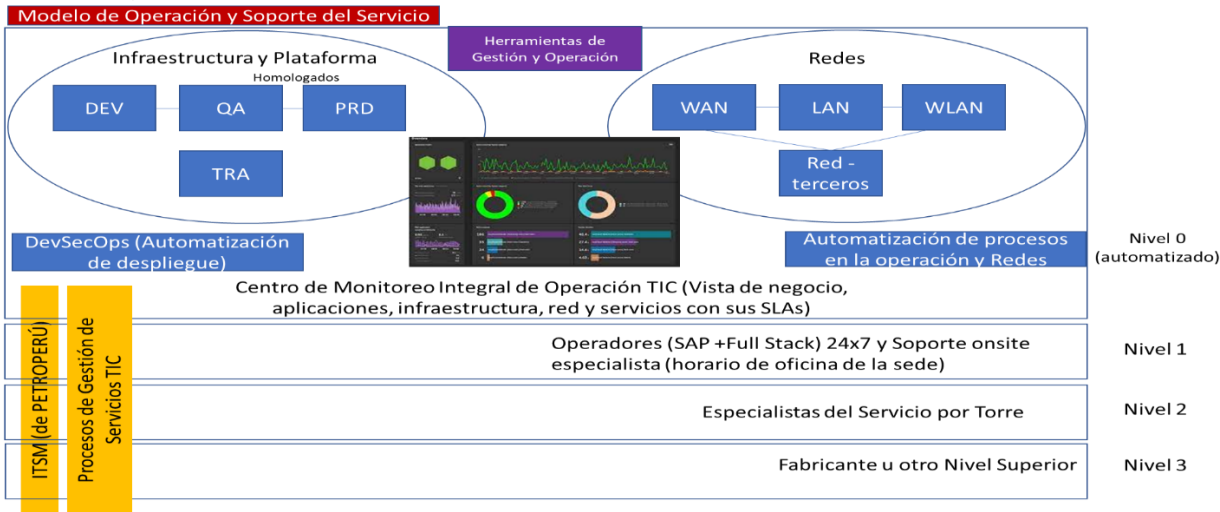 Modelo de Operación y Soporte del Servicio
Herramientas de
Gestión y Operación
Infraestructura y Plataforma
Homologados
DEV
QA
PRD
TRA
Redes
WAN
LAN
WLAN
Red -
terceros
DevSecOps (Automatización
de despliegue)
Automatización de procesos
en la operación y Redes
Nivel 0
(automatizado)
Centro de Monitoreo Integral de Operación TIC (Vista de negocio,
aplicaciones, infraestructura, red y servicios con sus SLAs)
ITSM (de PETROPERÚ)
Procesos de Gestión de
Servicios TIC
Operadores (SAP +Full Stack) 24x7 y Soporte onsite
especialista (horario de oficina de la sede)
Nivel 1
Especialistas del Servicio por Torre
Nivel 2
Fabricante u otro Nivel Superior
Nivel 3